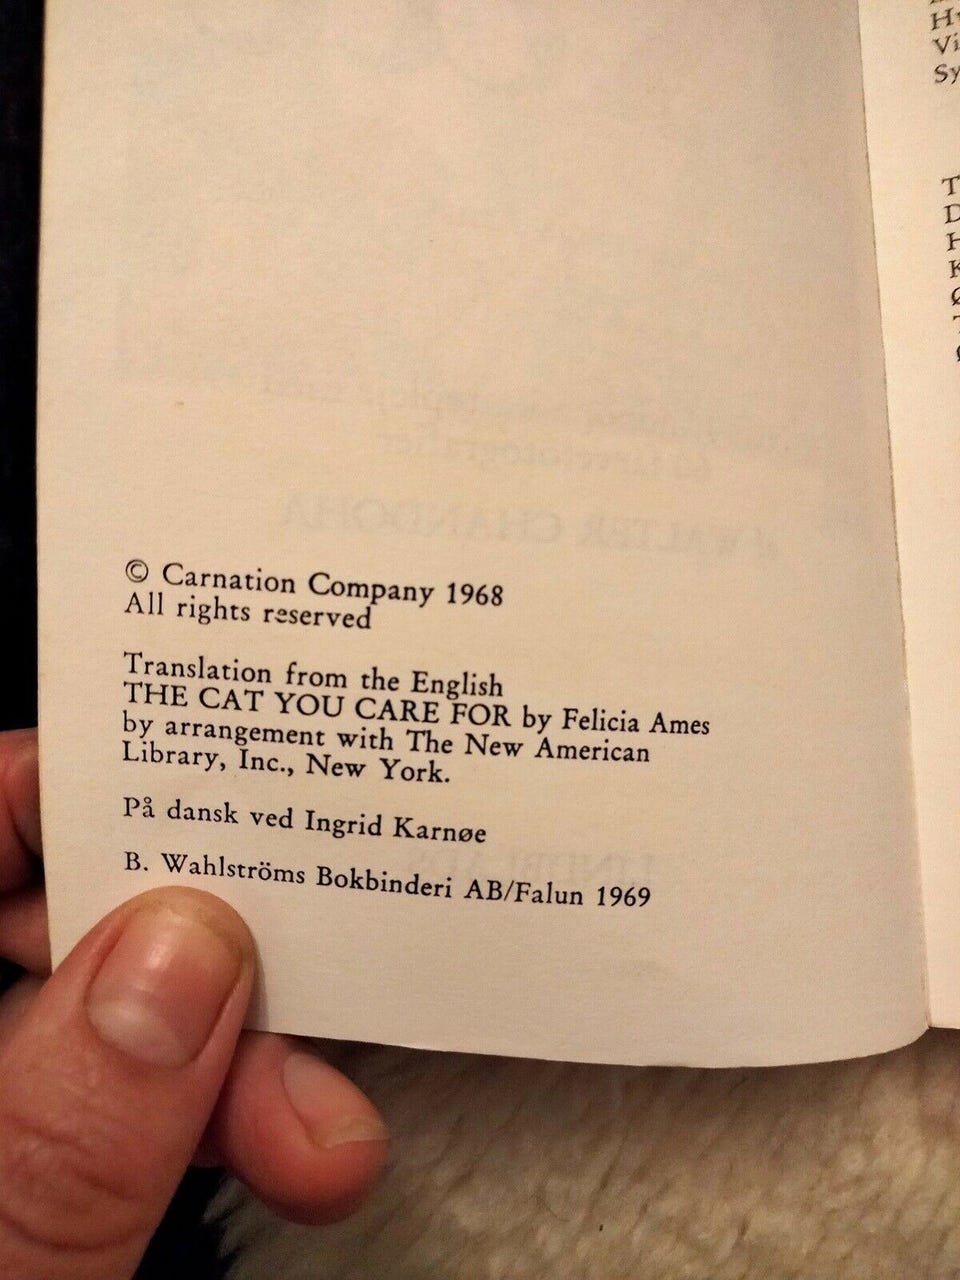 © Carnation Company 1968
All rights reserved
Translation from the English
THE CAT YOU CARE FOR by Felicia Ames
by arrangement with The New American
Library, Inc., New York.
På dansk ved Ingrid Karnøe
B. Wahlströms Bokbinderi AB/Falun 1969
WALTER CHANDOHA